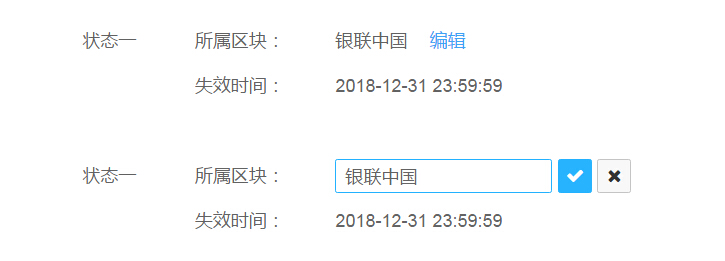 状态一 所属区块： 银联中国 编辑
失效时间： 2018-12-31 23:59:59
状态一 所属区块： 银联中国
失效时间： 2018-12-31 23:59:59